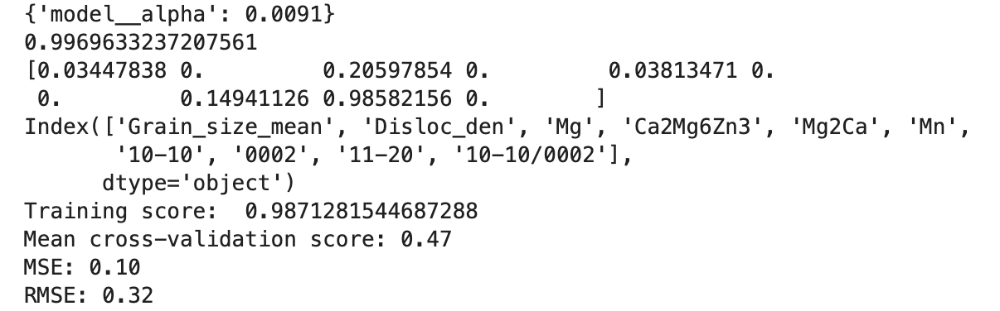 {'model__alpha': 0.0091}
0.9969633237207561
[0.03447838 0.         0.20597854 0.         0.03813471 0.
 0.         0.14941126 0.98582156 0.        ]
Index(['Grain_size_mean', 'Disloc_den', 'Mg', 'Ca2Mg6Zn3', 'Mg2Ca', 'Mn',
       '10-10', '0002', '11-20', '10-10/0002'],
      dtype='object')
Training score:  0.9871281544687288
Mean cross-validation score: 0.47
MSE: 0.10
RMSE: 0.32